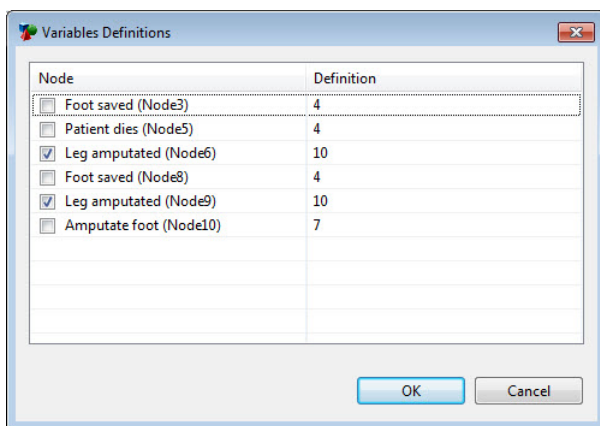 Variables Definitions
Node Definition
Foot saved (Node3) 4
Patient dies (Node5) 4
Leg amputated (Node6) 10
Foot saved (Node8) 4
Leg amputated (Node9) 10
Amputate foot (Node10) 7
OK Cancel